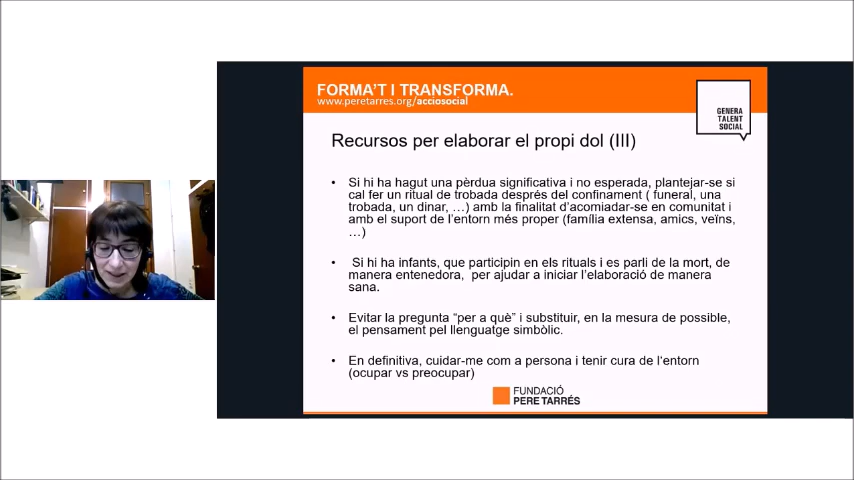 FORMA'T I TRANSFORMA.
www.peretarres.org/acciosocial
GENERA
TALENT
SOCIAL
Recursos per elaborar el propi dol (III)
• Si hi ha hagut una pèrdua significativa i no esperada, plantejar-se si
cal fer un ritual de trobada després del confinament ( funeral, una
trobada, un dinar, …) amb la finalitat d'acomiadar-se en comunitat i
amb el suport de l'entorn més proper (família extensa, amics, veïns,
…)
• Si hi ha infants, que participin en els rituals i es parli de la mort, de
manera entenedora, per ajudar a iniciar l'elaboració de manera
sana.
• Evitar la pregunta "per a què" i substituir, en la mesura de possible,
el pensament pel llenguatge simbòlic.
• En definitiva, cuidar-me com a persona i tenir cura de l'entorn
(ocupar vs preocupar)
FUNDACIÓ
PERE TARRÉS